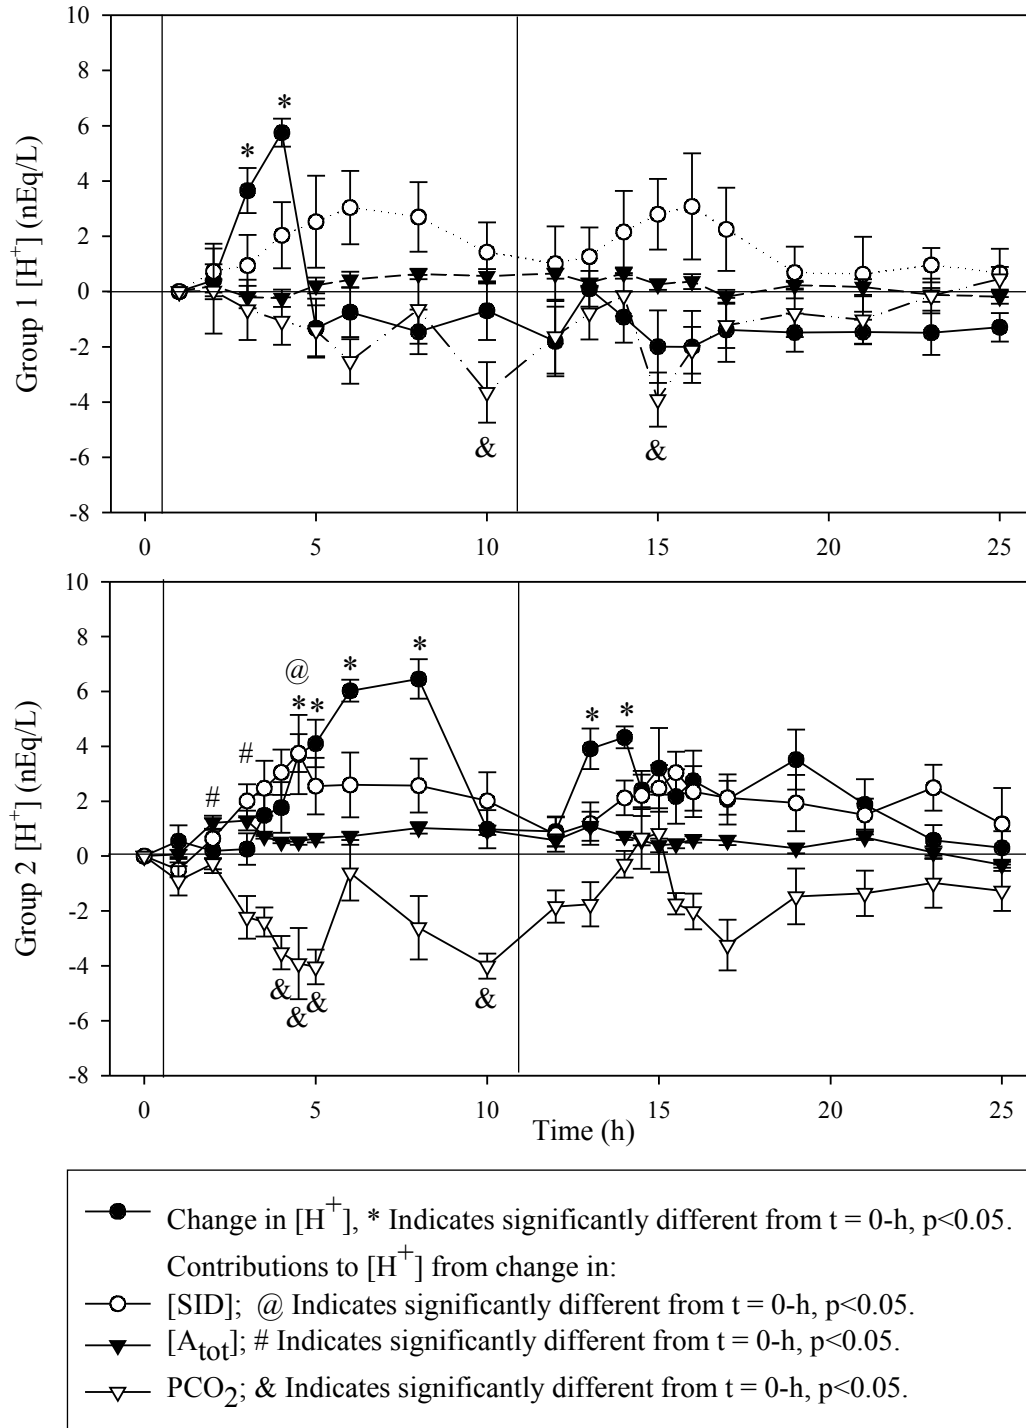 10
8
6
4
2
0
-2
-4
-6
-8
Group 1 [H+] (nEq/L)
* *
& &
0 5 10 15 20 25
10
8
6
4
2
0
-2
-4
-6
-8
Group 2 [H+] (nEq/L)
# # @ * * * * * *
& & & &
0 5 10 15 20 25
Time (h)
Change in [H+], * Indicates significantly different from t = 0-h, p<0.05.
Contributions to [H+] from change in:
[SID]; @ Indicates significantly different from t = 0-h, p<0.05.
[Atot]; # Indicates significantly different from t = 0-h, p<0.05.
PCO2; & Indicates significantly different from t = 0-h, p<0.05.